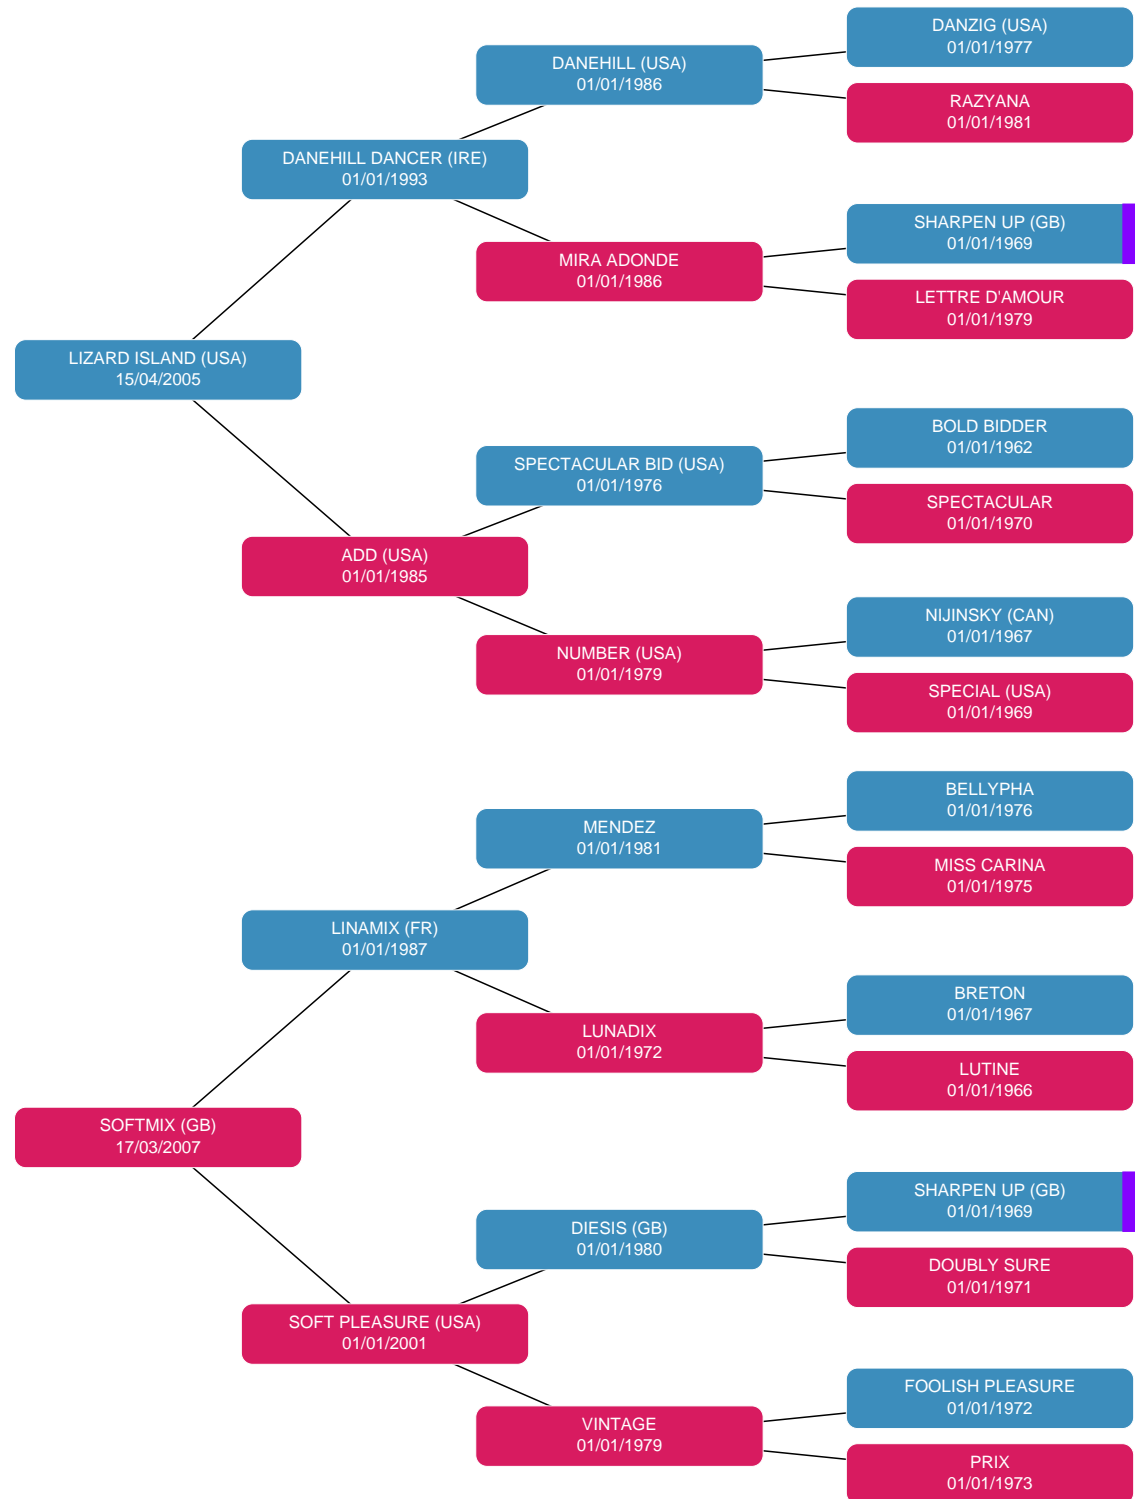 DANZIG (USA)
01/01/1977
DANEHILL (USA)
01/01/1986
RAZYANA
01/01/1981
DANEHILL DANCER (IRE)
01/01/1993
SHARPEN UP (GB)
01/01/1969
MIRA ADONDE
01/01/1986
LETTRE D'AMOUR
01/01/1979
LIZARD ISLAND (USA)
15/04/2005
BOLD BIDDER
01/01/1962
SPECTACULAR BID (USA)
01/01/1976
SPECTACULAR
01/01/1970
ADD (USA)
01/01/1985
NIJINSKY (CAN)
01/01/1967
NUMBER (USA)
01/01/1979
SPECIAL (USA)
01/01/1969
BELLYPHA
01/01/1976
MENDEZ
01/01/1981
MISS CARINA
01/01/1975
LINAMIX (FR)
01/01/1987
BRETON
01/01/1967
LUNADIX
01/01/1972
LUTINE
01/01/1966
SOFTMIX (GB)
17/03/2007
SHARPEN UP (GB)
01/01/1969
DIESIS (GB)
01/01/1980
DOUBLY SURE
01/01/1971
SOFT PLEASURE (USA)
01/01/2001
FOOLISH PLEASURE
01/01/1972
VINTAGE
01/01/1979
PRIX
01/01/1973